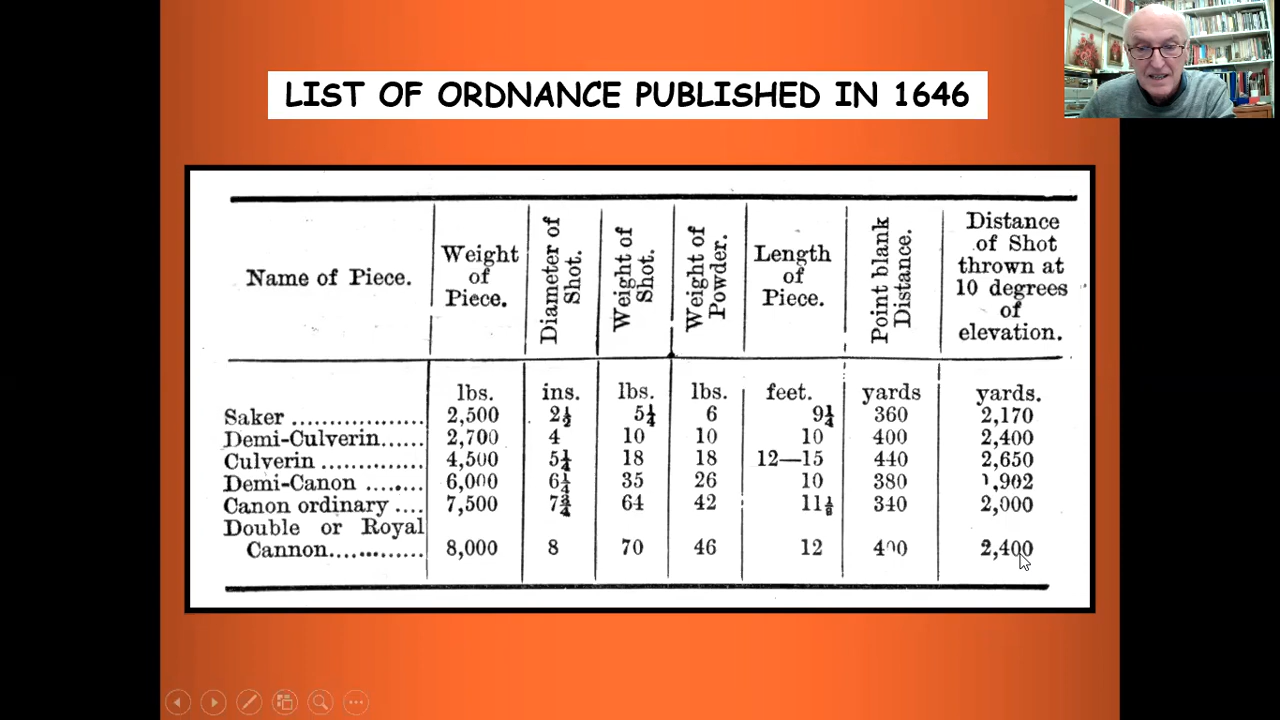 LIST OF ORDNANCE PUBLISHED IN 1646
Name of Piece.
Weight
of
Piece.
Diameter of
Shot.
Weight of
Shot.
Weight of
Powder.
Length
of
Piece.
Point blank
Distance.
Distance
of Shot
thrown at
10 degrees
of
elevation.
lbs. ins. lbs. lbs. feet. yards yards.
Saker .................. 2,500 2½ 5¼ 6 9¼ 360 2,170
Demi-Culverin...... 2,700 4 10 10 10 400 2,400
Culverin .............. 4,500 5¼ 18 18 12—15 440 2,650
Demi-Canon ........ 6,000 6¼ 35 26 10 380 1,902
Canon ordinary .... 7,500 7¾ 64 42 11⅛ 340 2,000
Double or Royal
Cannon............... 8,000 8 70 46 12 400 2,400